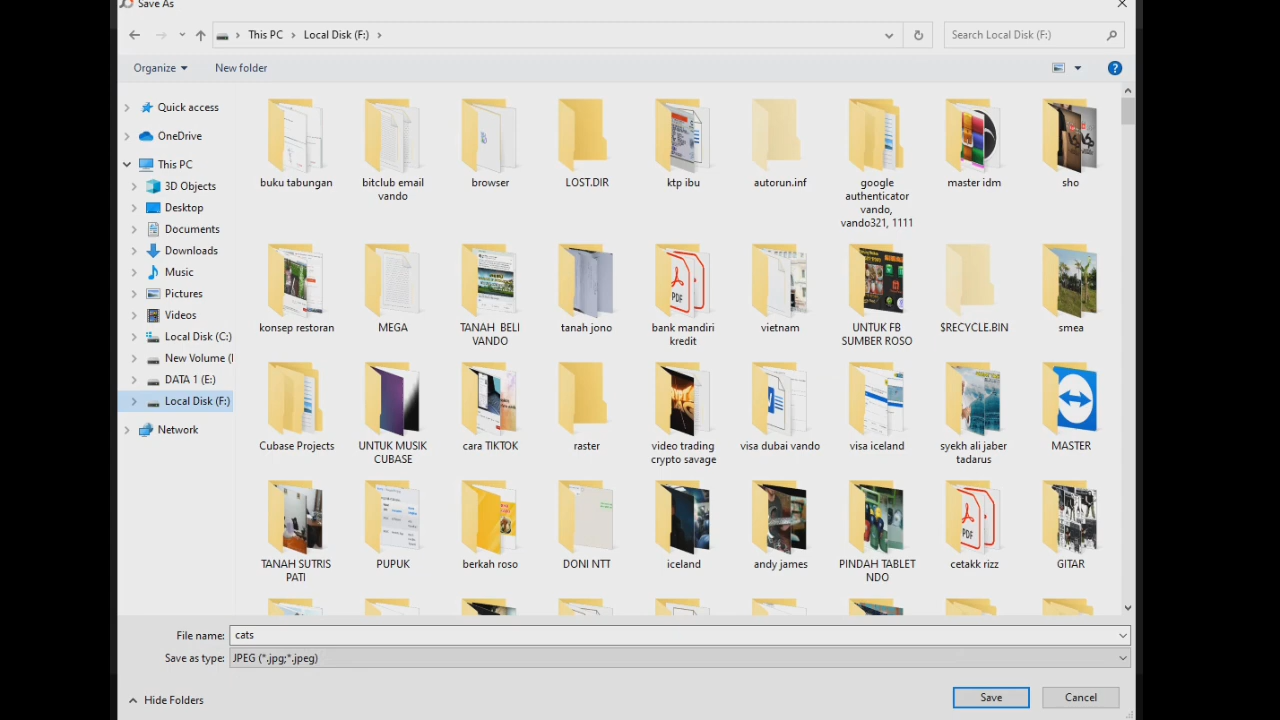 Save As
This PC
Local Disk (F:)
Search Local Disk (F:)
Organize
New folder
Quick access
OneDrive
This PC
3D Objects
Desktop
Documents
Downloads
Music
Pictures
Videos
Local Disk (C:)
New Volume (
DATA 1 (E:)
Local Disk (F:)
Network
buku tabungan
bitclub email
vando
browser
LOST.DIR
ktp ibu
autorun.inf
google
authenticator
vando,
vando321, 1111
master idm
sho
konsep restoran
MEGA
TANAH BELI
VANDO
tanah jono
bank mandiri
kredit
vietnam
UNTUK FB
SUMBER ROSO
$RECYCLE.BIN
smea
Cubase Projects
UNTUK MUSIK
CUBASE
cara TIKTOK
raster
video trading
crypto savage
visa dubai vando
visa iceland
syekh ali jaber
tadarus
MASTER
TANAH SUTRIS
PATI
PUPUK
berkah roso
DONI NTT
iceland
andy james
PINDAH TABLET
NDO
cetakk rizz
GITAR
PDF
PDF
File name:
cats
Save as type:
JPEG (*.jpg;*.jpeg)
Hide Folders
Save
Cancel